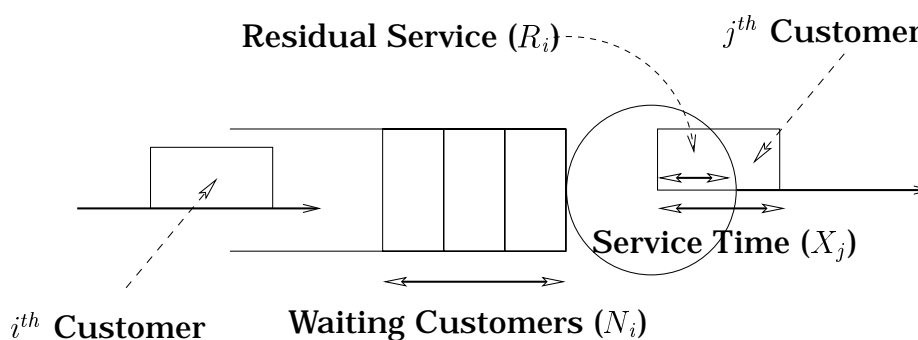 Residual Service (R_i)
j^{th} Customer
Service Time (X_j)
i^{th} Customer
Waiting Customers (N_i)